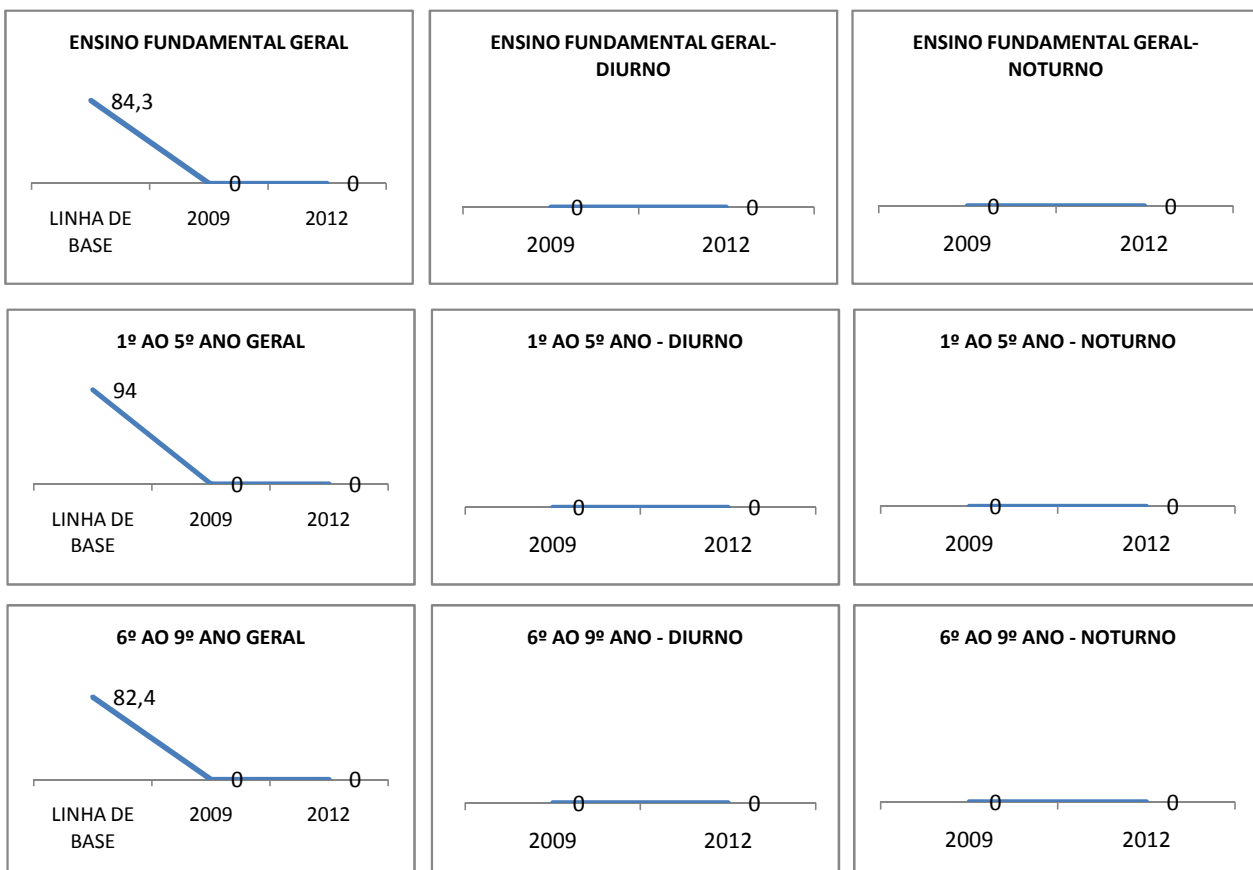 ENSINO FUNDAMENTAL GERAL
84,3
0
0
LINHA DE
BASE
2009
2012
ENSINO FUNDAMENTAL GERAL-
DIURNO
0
0
2009
2012
ENSINO FUNDAMENTAL GERAL-
NOTURNO
0
0
2009
2012
1º AO 5º ANO GERAL
94
0
0
LINHA DE
BASE
2009
2012
1º AO 5º ANO - DIURNO
0
0
2009
2012
1º AO 5º ANO - NOTURNO
0
0
2009
2012
6º AO 9º ANO GERAL
82,4
0
0
LINHA DE
BASE
2009
2012
6º AO 9º ANO - DIURNO
0
0
2009
2012
6º AO 9º ANO - NOTURNO
0
0
2009
2012